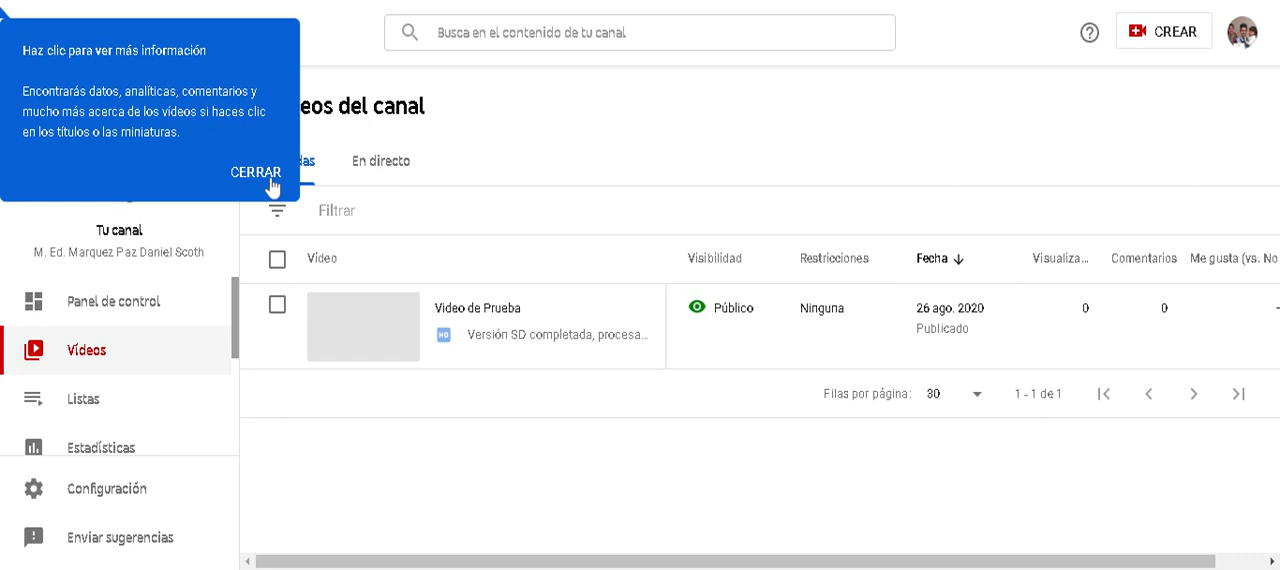 Haz clic para ver más información
Encontrarás datos, analíticas, comentarios y
mucho más acerca de los vídeos si haces clic
en los títulos o las miniaturas.
CERRAR
Busca en el contenido de tu canal
CREAR
eos del canal
das
En directo
Filtrar
Tu canal
M. Ed. Marquez Paz Daniel Scoth
Panel de control
Vídeos
Listas
Estadísticas
Configuración
Enviar sugerencias
Vídeo
Visibilidad
Restricciones
Fecha
Visualiza...
Comentarios
Me gusta (vs. No
Video de Prueba
HD
Versión SD completada, procesa...
Público
Ninguna
26 ago. 2020
Publicado
0
0
Filas por página:
30
1 - 1 de 1